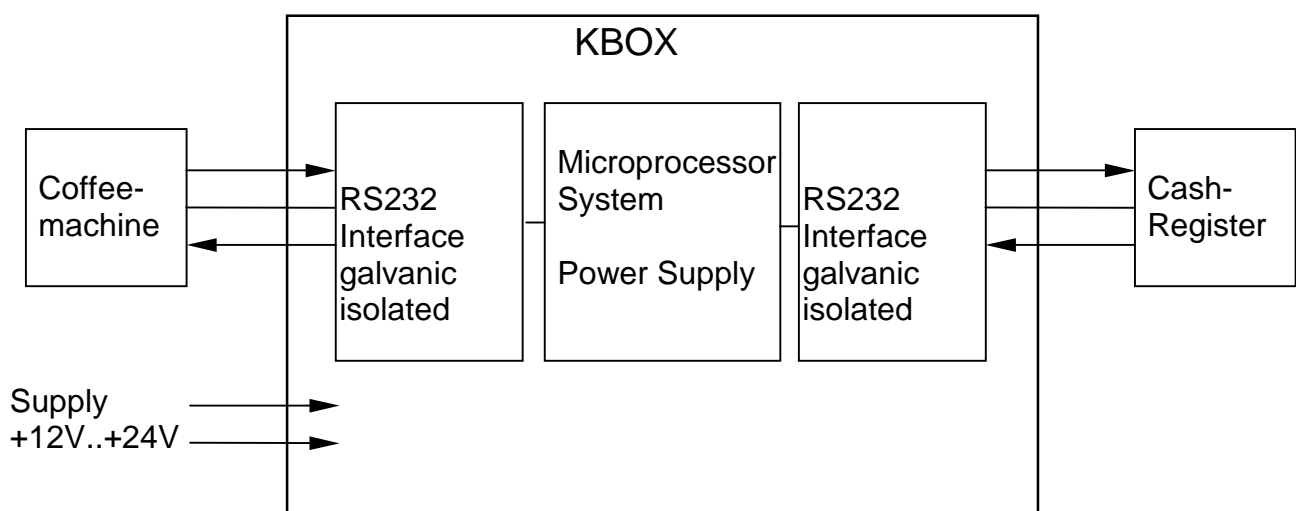 KBOX
Coffee-
machine
RS232
Interface
galvanic
isolated
Microprocessor
System
Power Supply
RS232
Interface
galvanic
isolated
Cash-
Register
Supply
+12V..+24V